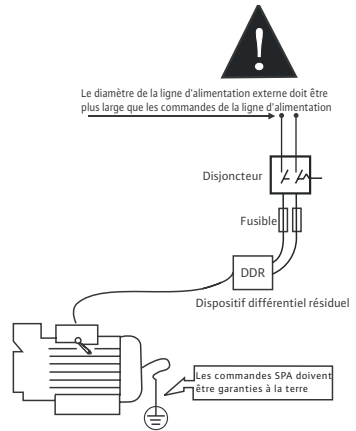 !
Le diamètre de la ligne d'alimentation externe doit être
plus large que les commandes de la ligne d'alimentation
Disjoncteur
Fusible
DDR
Dispositif différentiel résiduel
Les commandes SPA doivent
être garanties à la terre